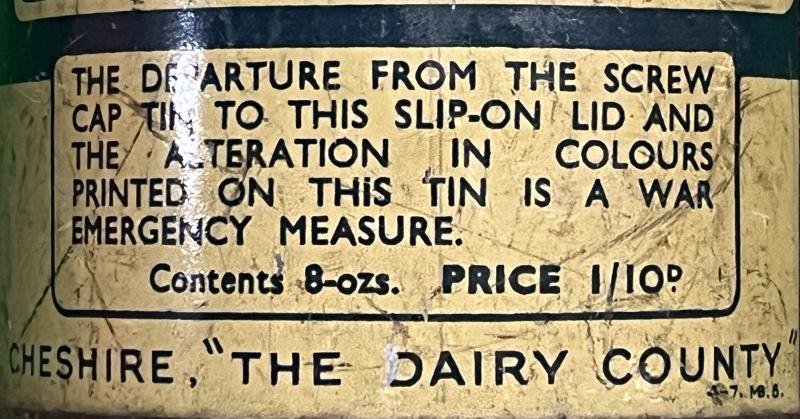 THE DEPARTURE FROM THE SCREW
CAP TIN TO THIS SLIP-ON LID AND
THE ALTERATION IN COLOURS
PRINTED ON THIS TIN IS A WAR
EMERGENCY MEASURE.
Contents 8-ozs. PRICE 1/10ᴰ
CHESHIRE, "THE DAIRY COUNTY"